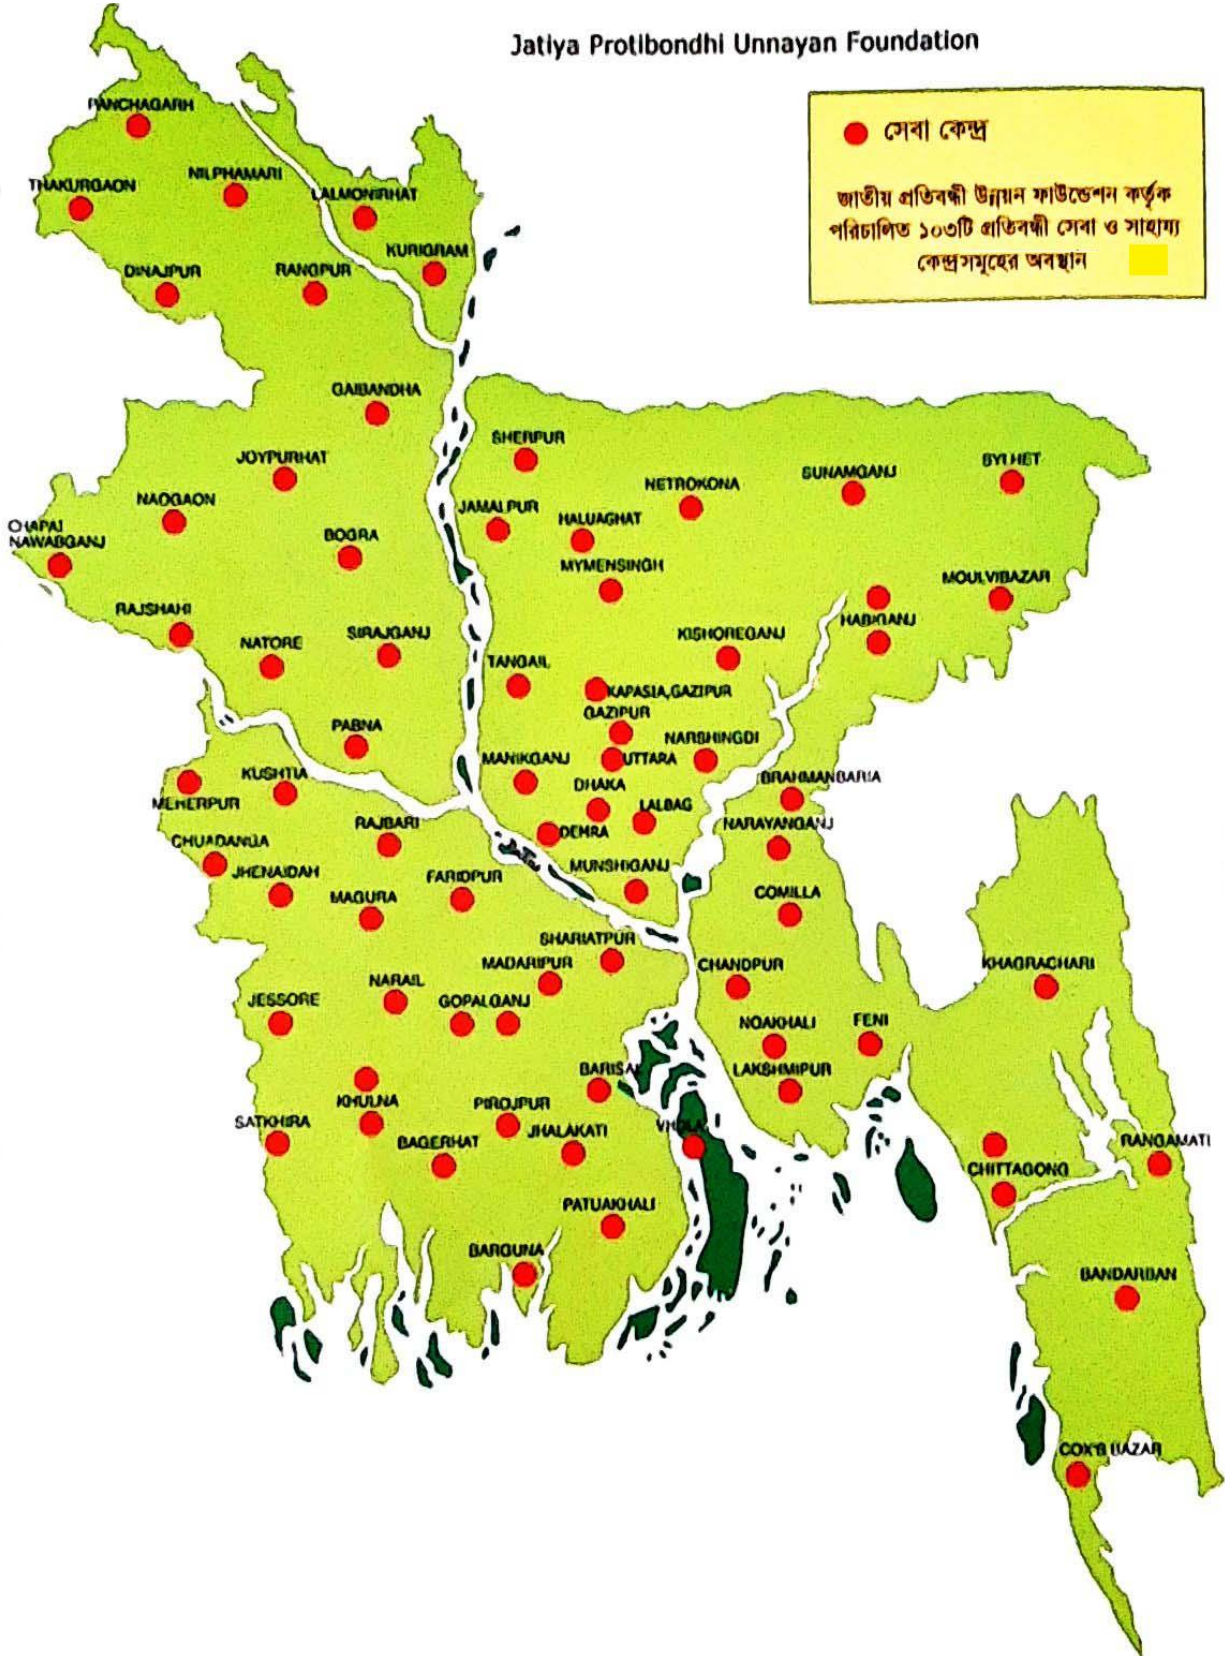 Jatiya Protibondhi Unnayan Foundation
সেবা কেন্দ্র
জাতীয় প্রতিবন্ধী উন্নয়ন ফাউন্ডেশন কর্তৃক
পরিচালিত ১০৩টি প্রতিবন্ধী সেবা ও সাহায্য
কেন্দ্রসমূহের অবস্থান
PANCHAGARH
THAKURGAON
NILPHAMARI
LALMONIRHAT
KURIGRAM
DINAJPUR
RANGPUR
GAIBANDHA
JOYPURHAT
NAOGAON
BOGRA
CHAPAI
NAWABGANJ
RAJSHAHI
NATORE
SIRAJGANJ
PABNA
SHERPUR
JAMALPUR
HALUAGHAT
NETROKONA
SUNAMGANJ
SYLHET
MYMENSINGH
MOULVIBAZAR
HABIGANJ
KISHOREGANJ
TANGAIL
KAPASIA,GAZIPUR
GAZIPUR
NARSHINGDI
UTTARA
MANIKGANJ
DHAKA
LALBAG
DEMRA
MUNSHIGANJ
BRAHMANBARIA
NARAYANGANJ
COMILLA
MEHERPUR
KUSHTIA
RAJBARI
CHUADANGA
JHENAIDAH
MAGURA
FARIDPUR
SHARIATPUR
MADARIPUR
CHANDPUR
KHAGRACHARI
JESSORE
NARAIL
GOPALGANJ
NOAKHALI
FENI
LAKSHMIPUR
BARISAL
KHULNA
PIROJPUR
JHALAKATI
VHOLA
SATKHIRA
BAGERHAT
PATUAKHALI
BARGUNA
CHITTAGONG
RANGAMATI
BANDARBAN
COX'S BAZAR